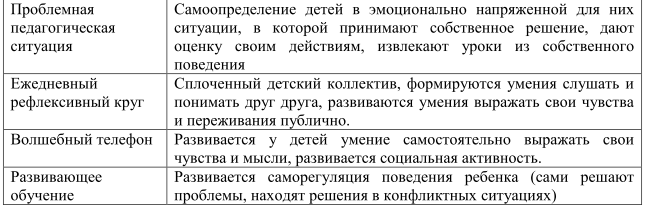 Проблемная педагогическая ситуация
Самоопределение детей в эмоционально напряженной для них
ситуации, в которой принимают собственное решение, дают
оценку своим действиям, извлекают уроки из собственного
поведения
Ежедневный рефлексивный круг
Сплоченный детский коллектив, формируются умения слушать и
понимать друг друга, развиваются умения выражать свои чувства
и переживания публично.
Волшебный телефон
Развивается у детей умение самостоятельно выражать свои
чувства и мысли, развивается социальная активность.
Развивающее обучение
Развивается саморегуляция поведения ребенка (сами решают
проблемы, находят решения в конфликтных ситуациях)